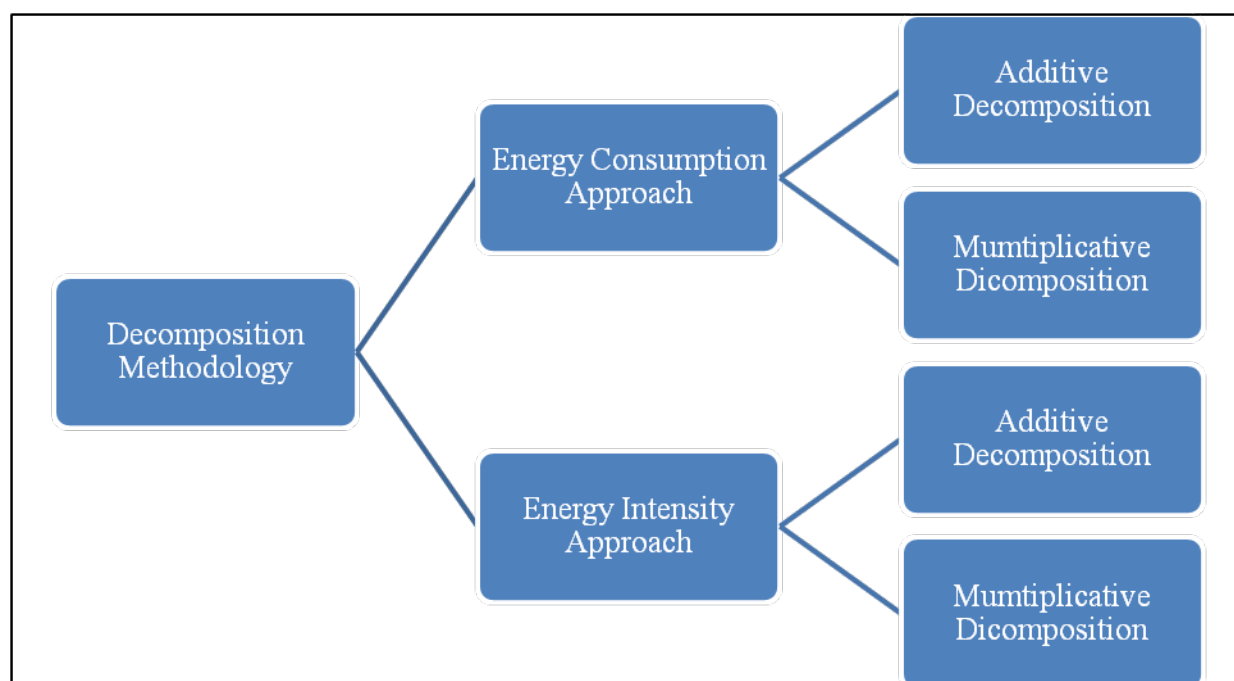 Decomposition
Methodology
Energy Consumption
Approach
Additive
Decomposition
Mumtiplicative
Dicomposition
Energy Intensity
Approach
Additive
Decomposition
Mumtiplicative
Dicomposition